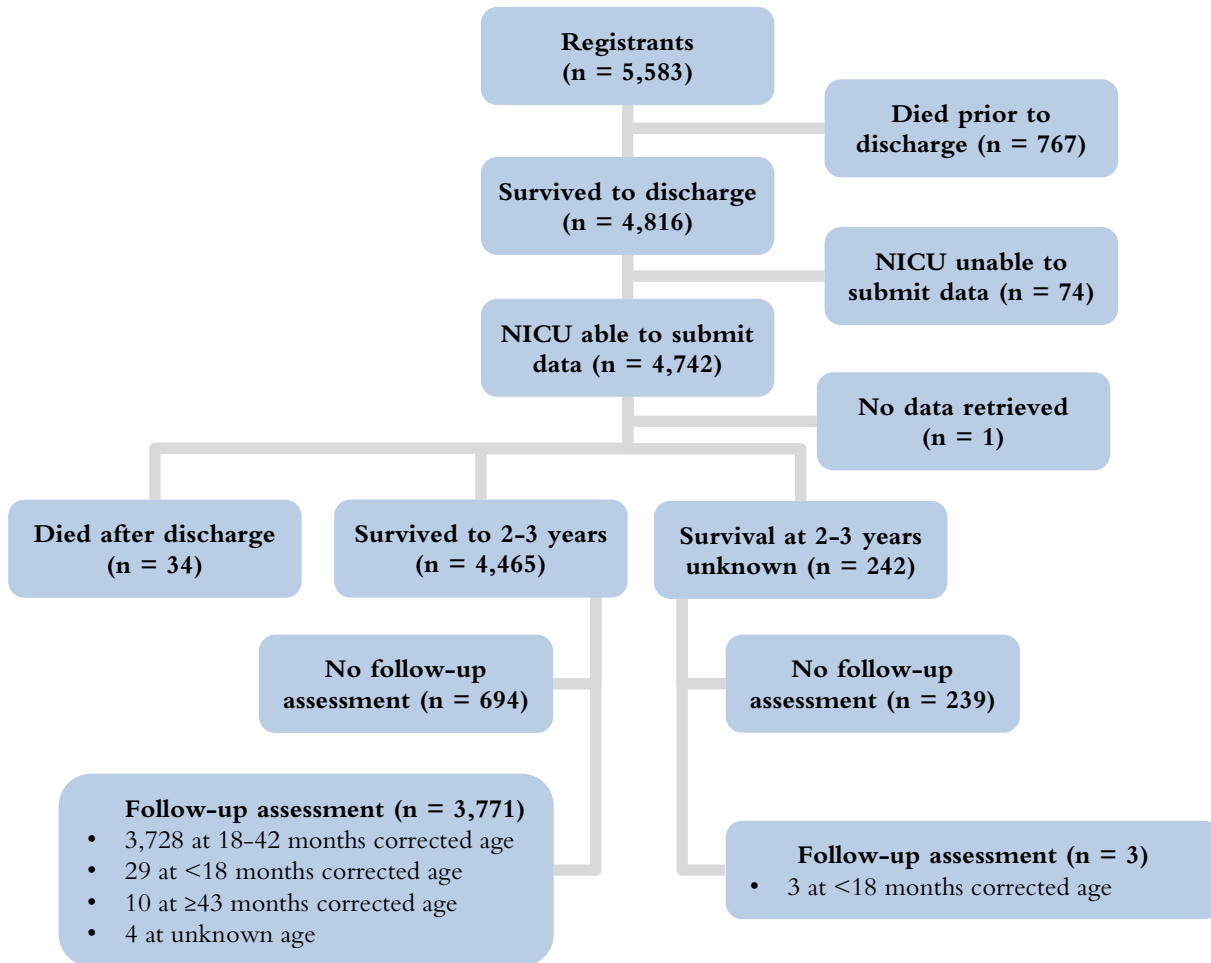 Registrants
(n = 5,583)
Died prior to
discharge (n = 767)
Survived to discharge
(n = 4,816)
NICU unable to
submit data (n = 74)
NICU able to submit
data (n = 4,742)
No data retrieved
(n = 1)
Died after discharge
(n = 34)
Survived to 2-3 years
(n = 4,465)
Survival at 2-3 years
unknown (n = 242)
No follow-up
assessment (n = 694)
No follow-up
assessment (n = 239)
Follow-up assessment (n = 3,771)
• 3,728 at 18-42 months corrected age
• 29 at <18 months corrected age
• 10 at ≥43 months corrected age
• 4 at unknown age
Follow-up assessment (n = 3)
• 3 at <18 months corrected age